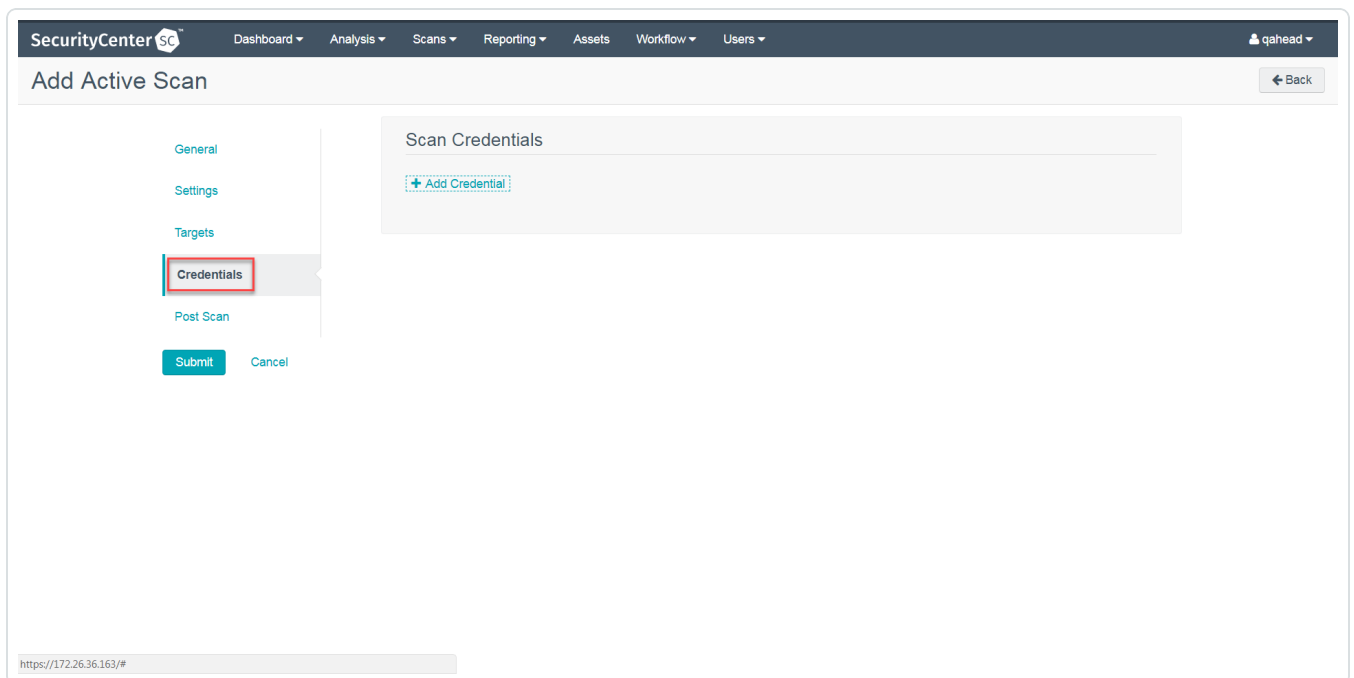 SecurityCenter SC™ Dashboard Analysis Scans Reporting Assets Workflow Users qahead
Add Active Scan Back
General
Settings
Targets
Credentials
Post Scan
Submit Cancel
Scan Credentials
+ Add Credential
https://172.26.36.163/#